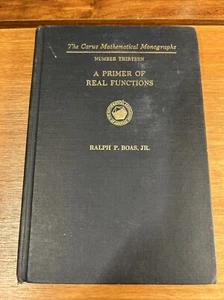 The Carus Mathematical Monographs
NUMBER THIRTEEN
A PRIMER OF
REAL FUNCTIONS
RALPH P. BOAS, JR.